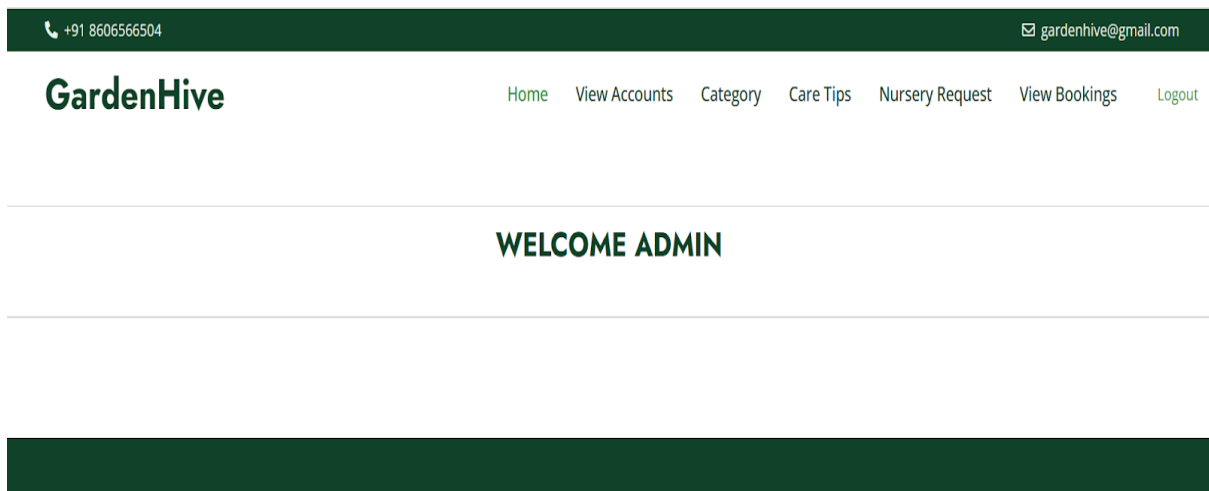 +91 8606566504 gardenhive@gmail.com
GardenHive Home View Accounts Category Care Tips Nursery Request View Bookings Logout
WELCOME ADMIN